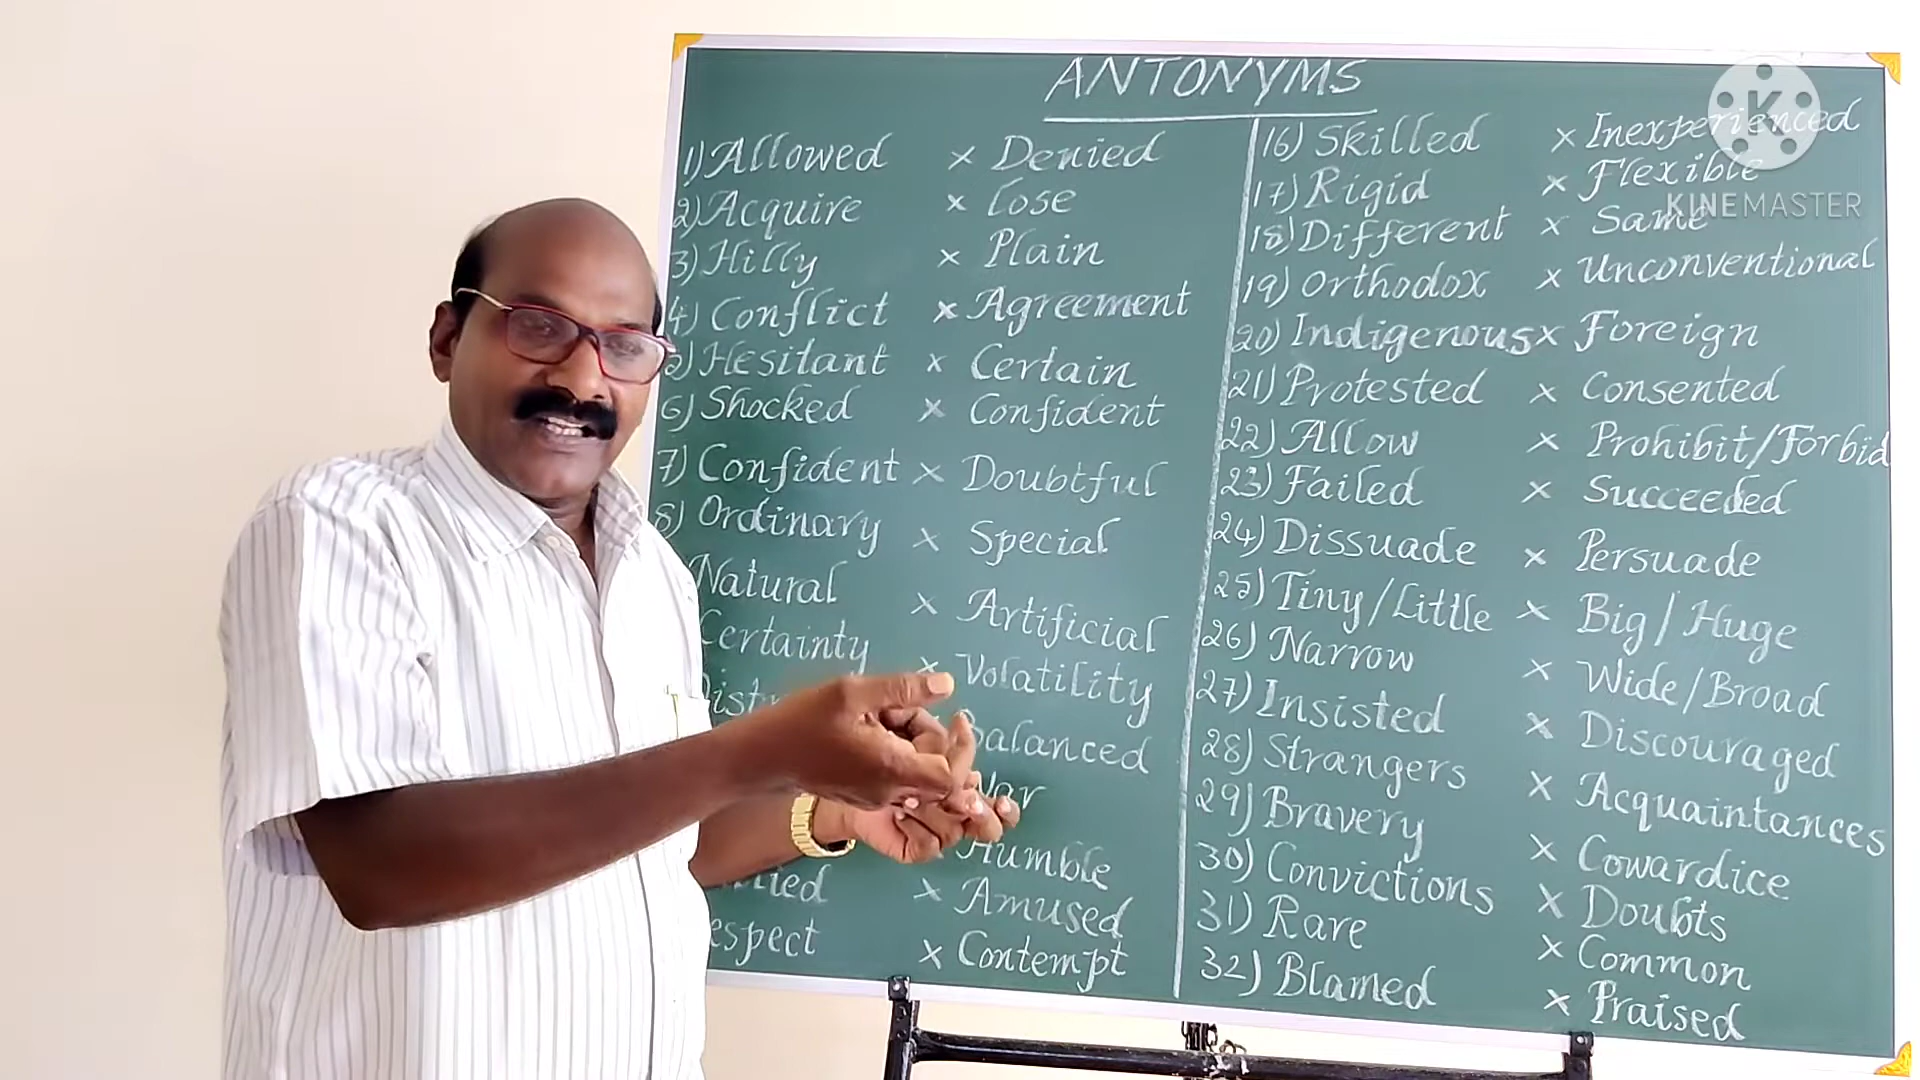 ANTONYMS
1) Allowed × Denied
2) Acquire × Lose
3) Hilly × Plain
4) Conflict × Agreement
5) Hesitant × Certain
6) Shocked × Confident
7) Confident × Doubtful
8) Ordinary × Special
Natural × Artificial
Certainty × Volatility
Balanced
War
Humble
× Amused
espect × Contempt
16) Skilled × Inexperienced
17) Rigid × Flexible
18) Different × Same
19) Orthodox × Unconventional
20) Indigenous × Foreign
21) Protested × Consented
22) Allow × Prohibit/Forbid
23) Failed × Succeeded
24) Dissuade × Persuade
25) Tiny/Little × Big/Huge
26) Narrow × Wide/Broad
27) Insisted × Discouraged
28) Strangers × Acquaintances
29) Bravery × Cowardice
30) Convictions × Doubts
31) Rare × Common
32) Blamed × Praised
K
KINEMASTER